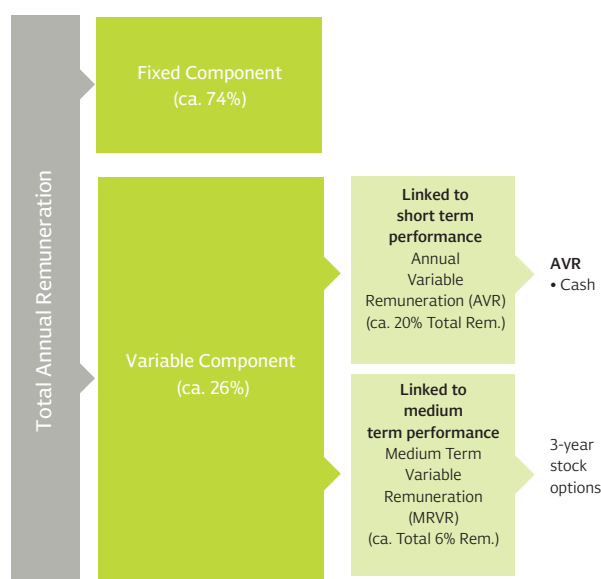 Total Annual Remuneration
Fixed Component
(ca. 74%)
Variable Component
(ca. 26%)
Linked to
short term
performance
Annual
Variable
Remuneration (AVR)
(ca. 20% Total Rem.)
AVR
• Cash
Linked to
medium
term performance
Medium Term
Variable
Remuneration
(MRVR)
(ca. Total 6% Rem.)
3-year
stock
options